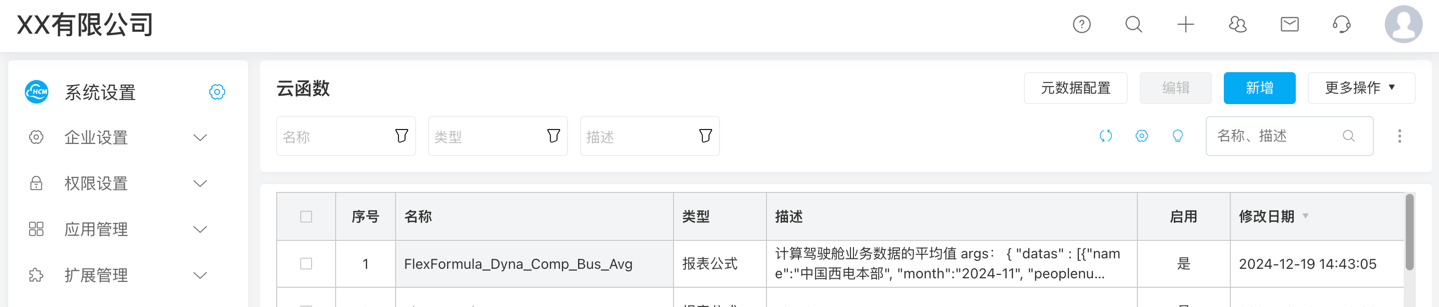 XX有限公司
HCM
系统设置
企业设置
权限设置
应用管理
扩展管理
云函数
元数据配置
编辑
新增
更多操作
名称
类型
描述
名称、描述
序号 名称 类型 描述 启用 修改日期
1 FlexFormula_Dyna_Comp_Bus_Avg 报表公式 计算驾驶舱业务数据的平均值 args: { "datas" : [{"nam
e":"中国西电本部", "month":"2024-11", "peoplenu... 是 2024-12-19 14:43:05